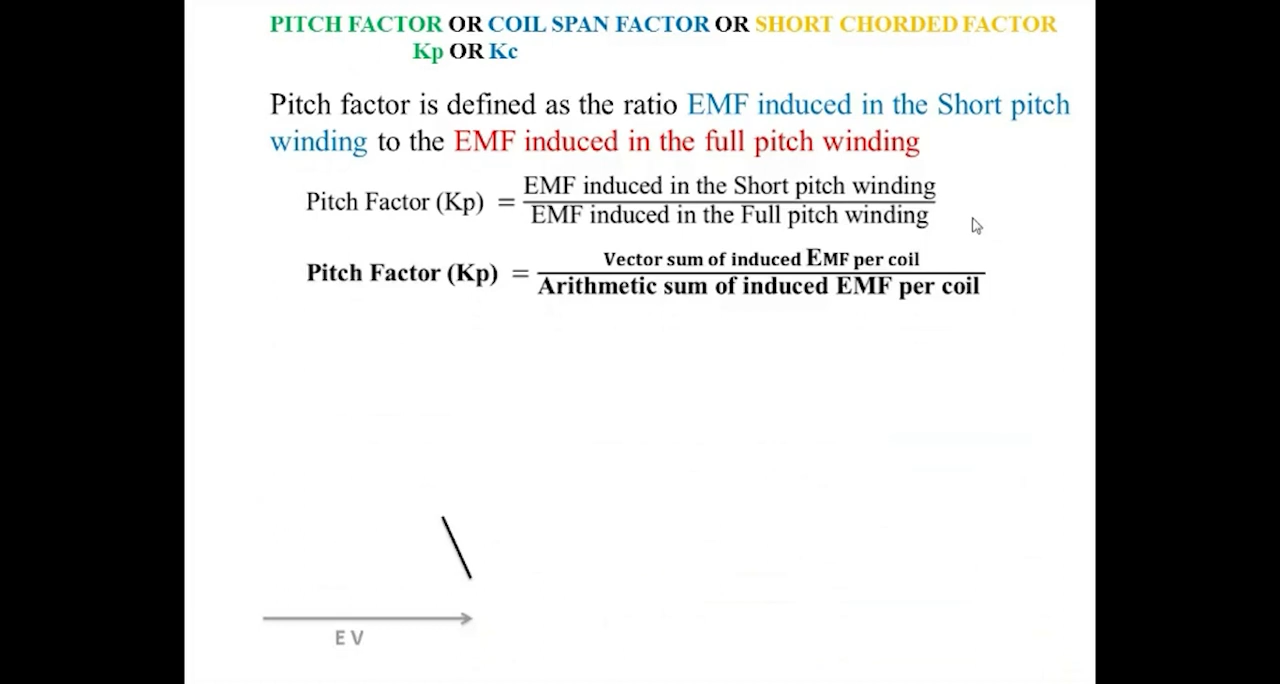 PITCH FACTOR OR COIL SPAN FACTOR OR SHORT CHORDED FACTOR
Kp OR Kc
Pitch factor is defined as the ratio EMF induced in the Short pitch
winding to the EMF induced in the full pitch winding
Pitch Factor (Kp) = EMF induced in the Short pitch winding
EMF induced in the Full pitch winding
Pitch Factor (Kp) = Vector sum of induced EMF per coil
Arithmetic sum of induced EMF per coil
E V